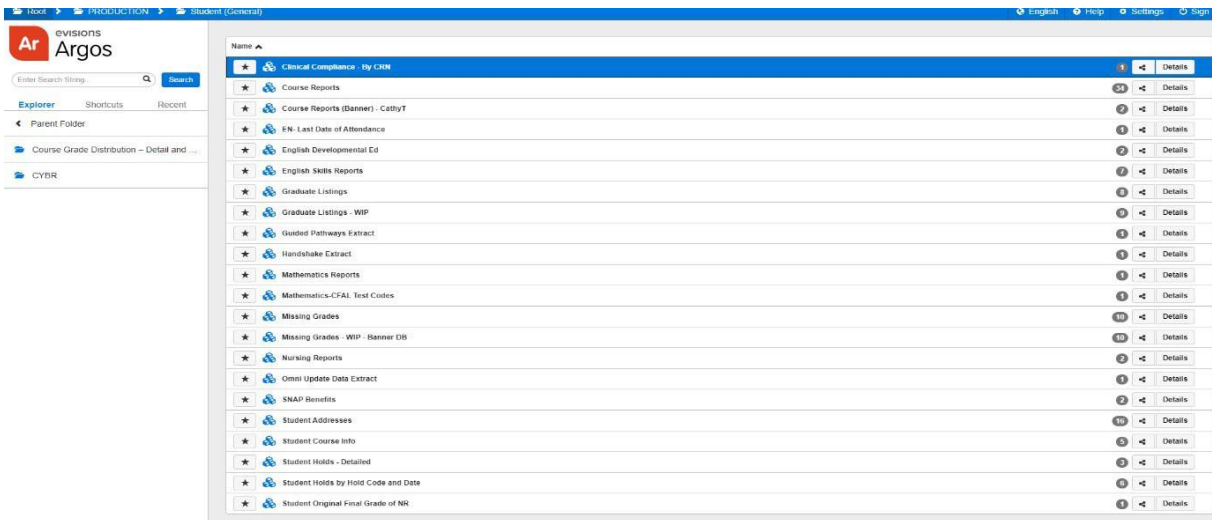 Root PRODUCTION Student (General) English Help Settings Sign
Ar evisions Argos
Enter Search String.. Search
Explorer Shortcuts Recent
Parent Folder
Course Grade Distribution – Detail and ...
CYBR
Name
Clinical Compliance - By CRN 1 Details
Course Reports 34 Details
Course Reports (Banner) - CathyT 2 Details
EN- Last Date of Attendance 1 Details
English Developmental Ed 2 Details
English Skills Reports 7 Details
Graduate Listings 8 Details
Graduate Listings - WIP 9 Details
Guided Pathways Extract 1 Details
Handshake Extract 1 Details
Mathematics Reports 1 Details
Mathematics-CFAL Test Codes 1 Details
Missing Grades 10 Details
Missing Grades - WIP - Banner DB 10 Details
Nursing Reports 2 Details
Omni Update Data Extract 1 Details
SNAP Benefits 2 Details
Student Addresses 16 Details
Student Course Info 5 Details
Student Holds - Detailed 3 Details
Student Holds by Hold Code and Date 6 Details
Student Original Final Grade of NR 1 Details